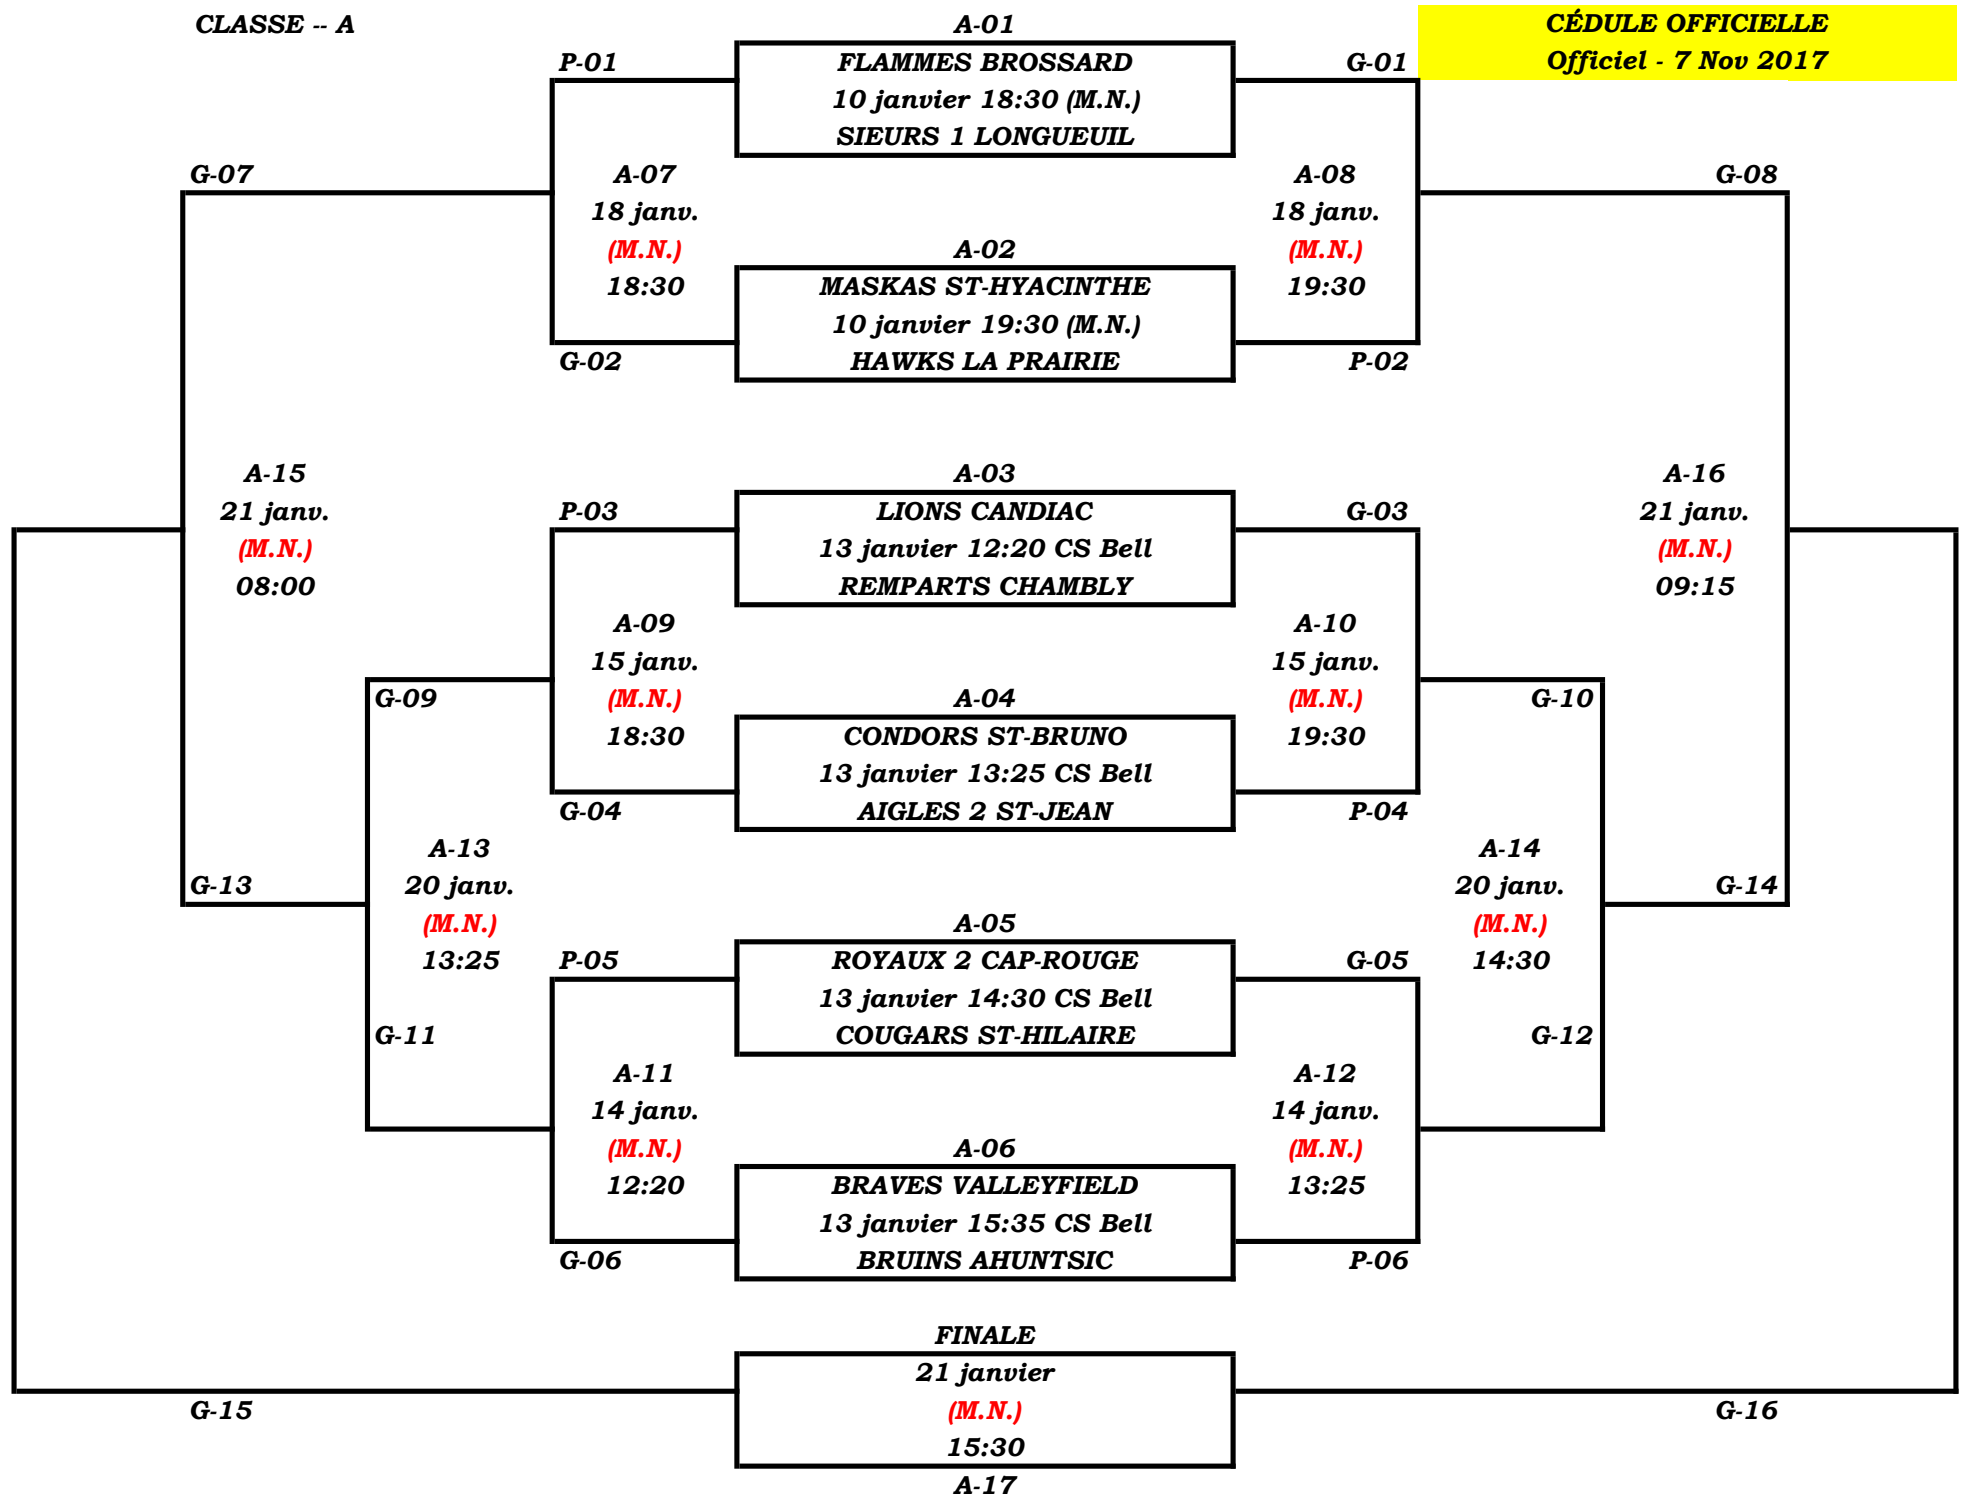 CLASSE -- A
A-01
CÉDULE OFFICIELLE
Officiel - 7 Nov 2017
P-01
FLAMMES BROSSARD
G-01
10 janvier 18:30 (M.N.)
SIEURS 1 LONGUEUIL
G-07
A-07
A-08
G-08
18 janv.
18 janv.
(M.N.)
A-02
(M.N.)
18:30
MASKAS ST-HYACINTHE
19:30
10 janvier 19:30 (M.N.)
G-02
HAWKS LA PRAIRIE
P-02
A-15
A-03
A-16
21 janv.
P-03
LIONS CANDIAC
G-03
21 janv.
(M.N.)
13 janvier 12:20 CS Bell
(M.N.)
08:00
REMPARTS CHAMBLY
09:15
A-09
A-10
15 janv.
15 janv.
G-09
(M.N.)
A-04
(M.N.)
G-10
18:30
CONDORS ST-BRUNO
19:30
13 janvier 13:25 CS Bell
G-04
AIGLES 2 ST-JEAN
P-04
A-13
A-14
G-13
20 janv.
20 janv.
G-14
(M.N.)
A-05
(M.N.)
13:25
P-05
ROYAUX 2 CAP-ROUGE
G-05
14:30
13 janvier 14:30 CS Bell
G-11
COUGARS ST-HILAIRE
G-12
A-11
A-12
14 janv.
14 janv.
(M.N.)
A-06
(M.N.)
12:20
BRAVES VALLEYFIELD
13:25
13 janvier 15:35 CS Bell
G-06
BRUINS AHUNTSIC
P-06
FINALE
21 janvier
G-15
(M.N.)
G-16
15:30
A-17